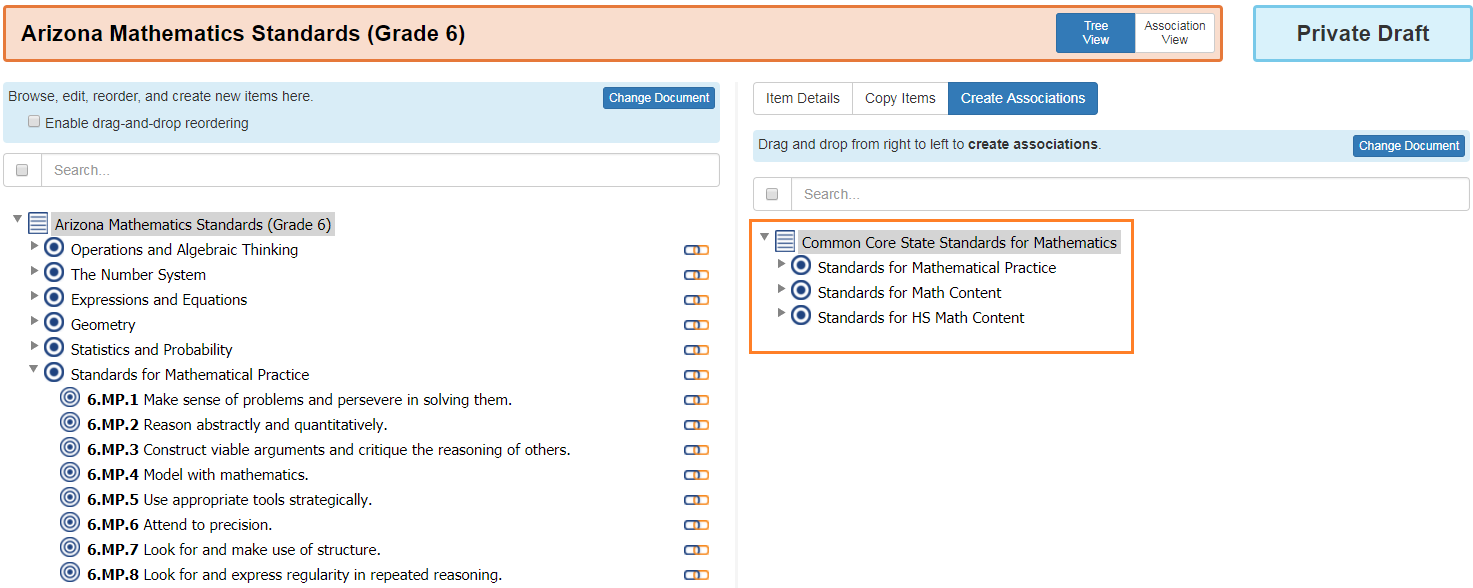 Arizona Mathematics Standards (Grade 6)
Tree View
Association View
Private Draft
Browse, edit, reorder, and create new items here.
Change Document
Enable drag-and-drop reordering
Search...
Arizona Mathematics Standards (Grade 6)
Operations and Algebraic Thinking
The Number System
Expressions and Equations
Geometry
Statistics and Probability
Standards for Mathematical Practice
6.MP.1 Make sense of problems and persevere in solving them.
6.MP.2 Reason abstractly and quantitatively.
6.MP.3 Construct viable arguments and critique the reasoning of others.
6.MP.4 Model with mathematics.
6.MP.5 Use appropriate tools strategically.
6.MP.6 Attend to precision.
6.MP.7 Look for and make use of structure.
6.MP.8 Look for and express regularity in repeated reasoning.
Item Details
Copy Items
Create Associations
Drag and drop from right to left to create associations.
Change Document
Search...
Common Core State Standards for Mathematics
Standards for Mathematical Practice
Standards for Math Content
Standards for HS Math Content